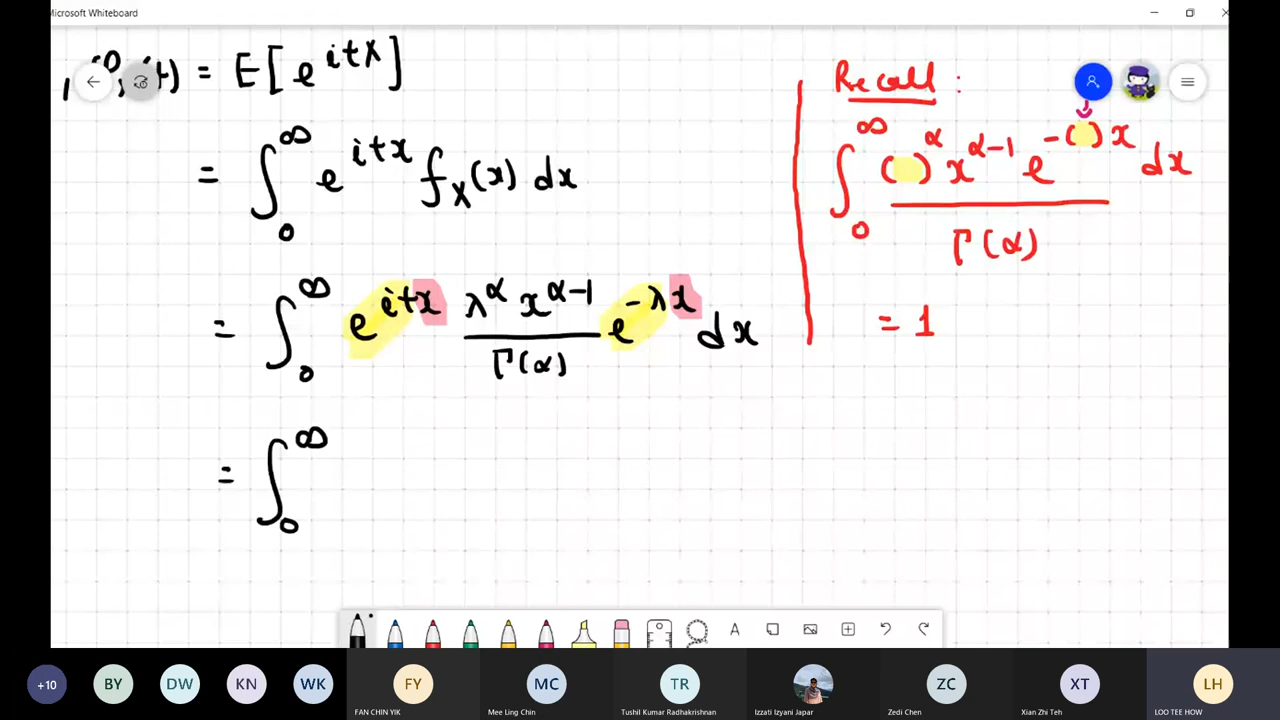 Microsoft Whiteboard
(t) = E[e^{itX}]
= ∫_0^∞ e^{itx} f_X(x) dx
= ∫_0^∞ e^{itx} \frac{λ^α x^{α-1}}{Γ(α)} e^{-λx} dx
= ∫_0^∞
Recall :
∫_0^∞ \frac{( )^α x^{α-1} e^{-( )x}}{Γ(α)} dx
= 1
A
+10
BY
DW
KN
WK
FY
FAN CHIN YIK
MC
Mee Ling Chin
TR
Tushil Kumar Radhakrishnan
Izzati Izyani Japar
ZC
Zedi Chen
XT
Xian Zhi Teh
LH
LOO TEE HOW